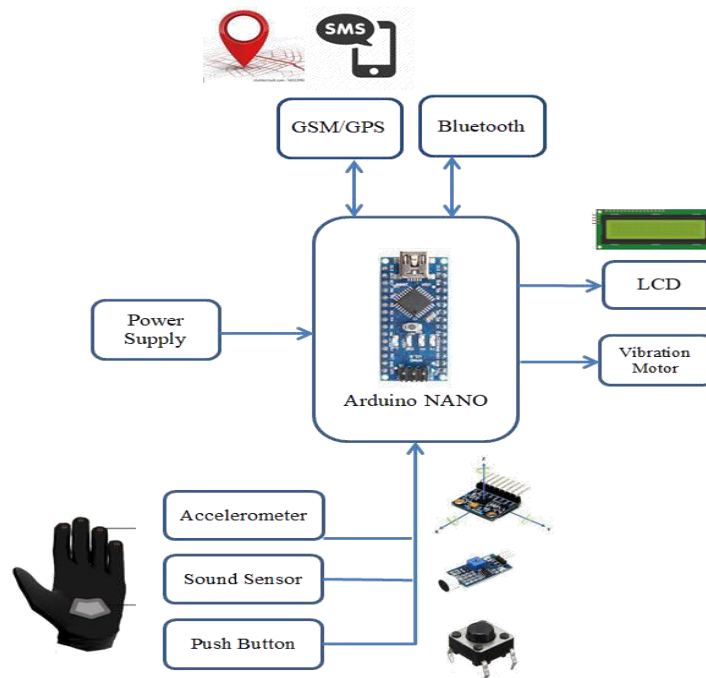 SMS
GSM/GPS
Bluetooth
LCD
Power
Supply
Vibration
Motor
Arduino NANO
Accelerometer
Sound Sensor
Push Button